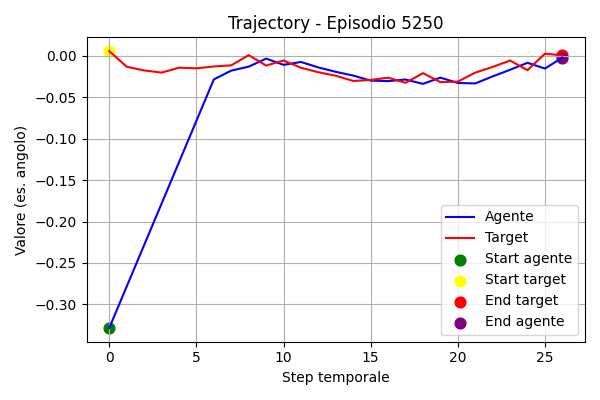 Trajectory - Episodio 5250
Valore (es. angolo)
0.00
−0.05
−0.10
−0.15
−0.20
−0.25
−0.30
0 5 10 15 20 25
Step temporale
Agente
Target
Start agente
Start target
End target
End agente